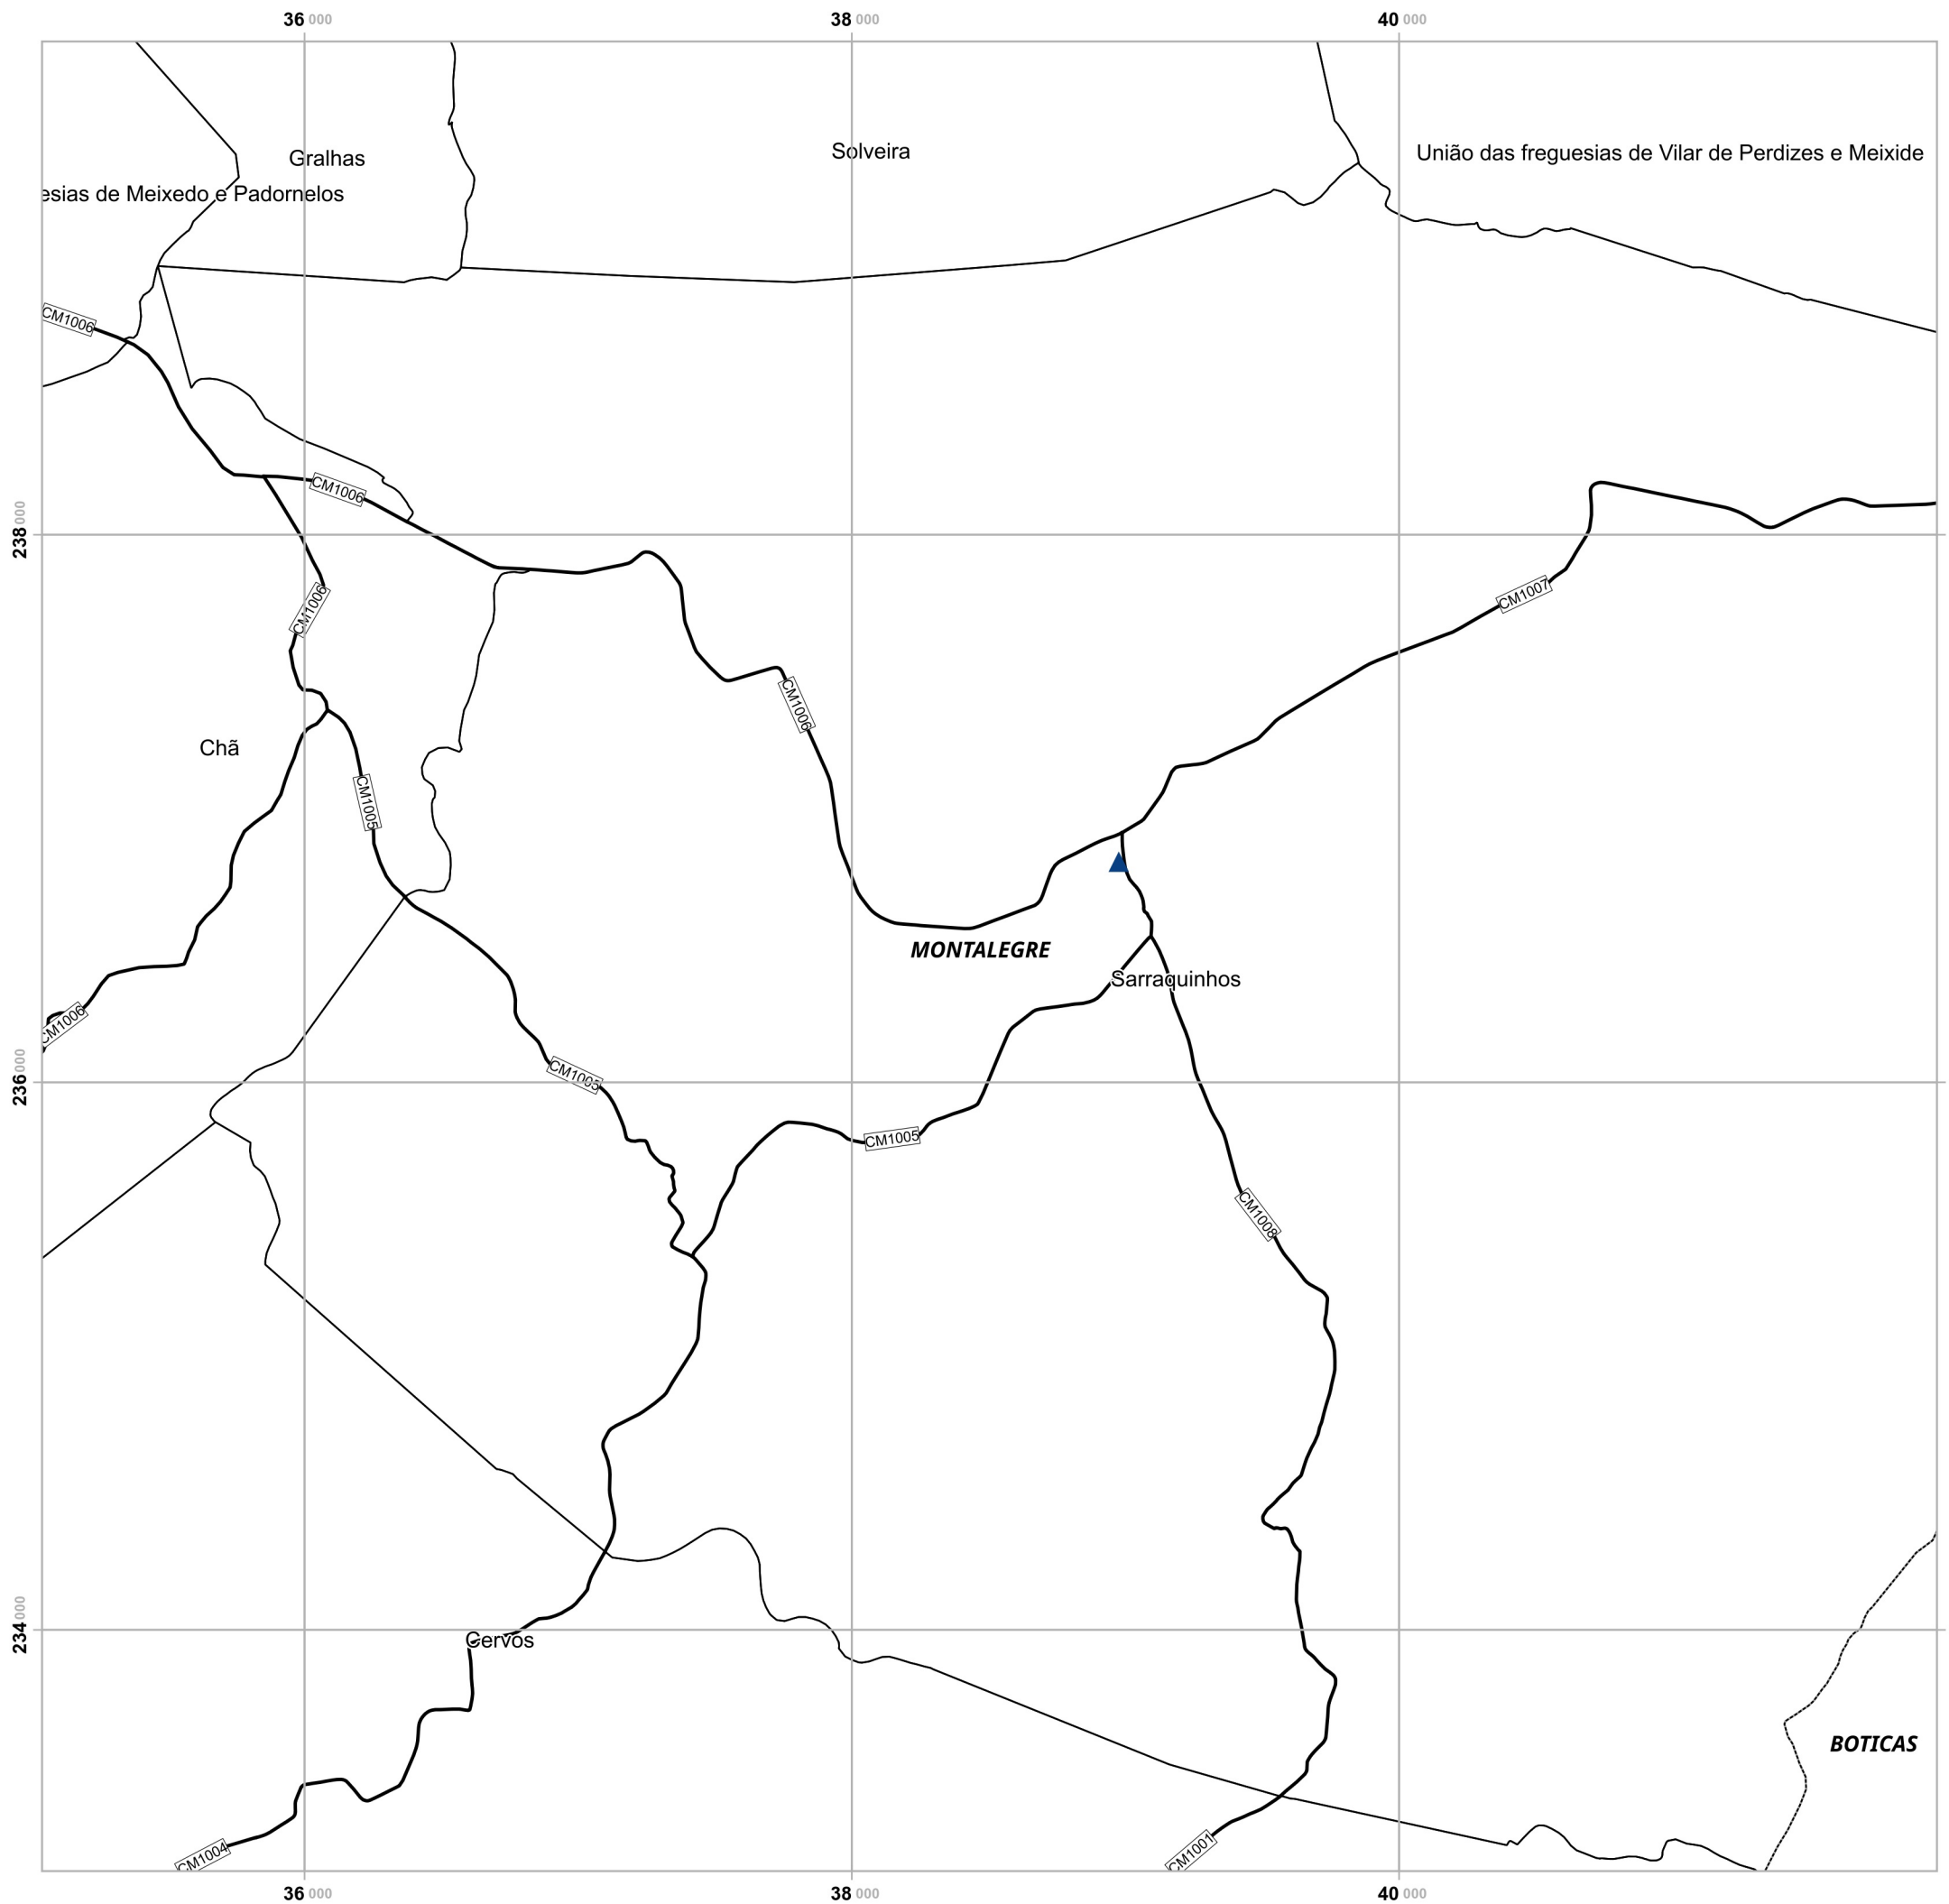 36 000 38 000 40 000
Solveira
União das freguesias de Vilar de Perdizes e Meixide
Gralhas
esias de Meixedo e Padornelos
CM1006
CM1006
238 000
CM1007
CM1006
CM1006
Chã
CM1005
MONTALEGRE
Sarraquinhos
CM1006
CM1005
236 000
CM1005
CM1008
234 000
Cervos
BOTICAS
CM1004
CM1001
36 000 38 000 40 000